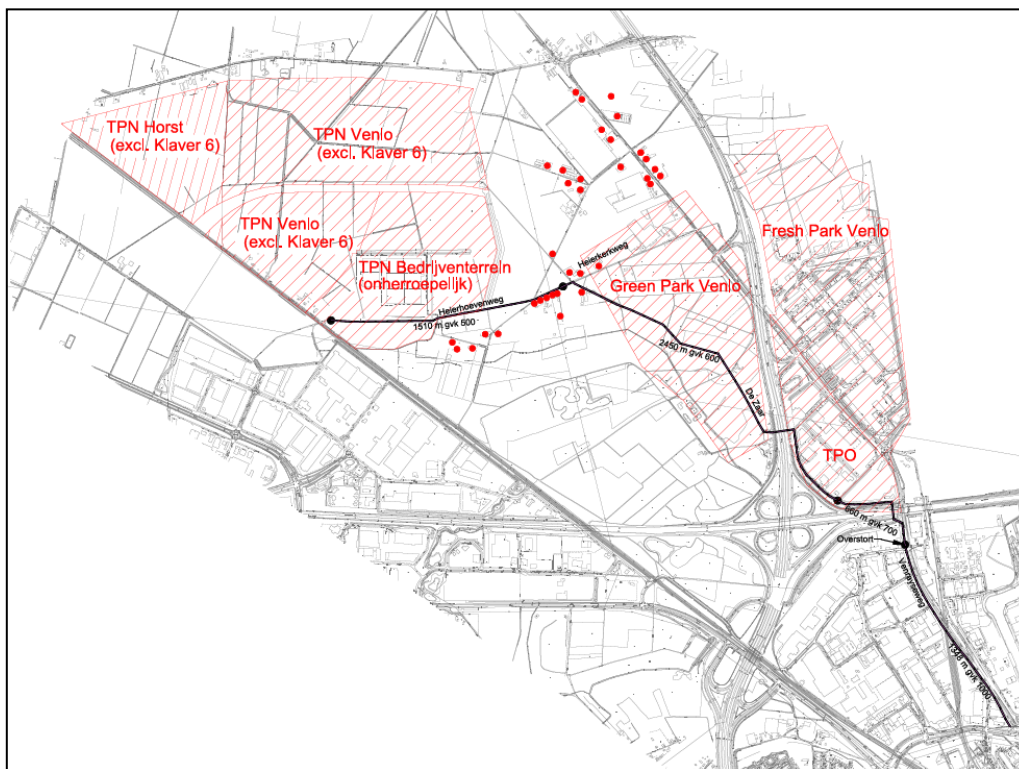 TPN Horst
(excl. Klaver 6)
TPN Venlo
(excl. Klaver 6)
TPN Venlo
(excl. Klaver 6)
TPN Bedrijventerrein
(onherroepelijk)
Heierkerkweg
Fresh Park Venlo
Green Park Venlo
Heierhoevenweg
1510 m gvk 500
2450 m gvk 600
De Zaar
TPO
660 m gvk 700
Overstort
Venrayseweg
1348 m gvk 1000